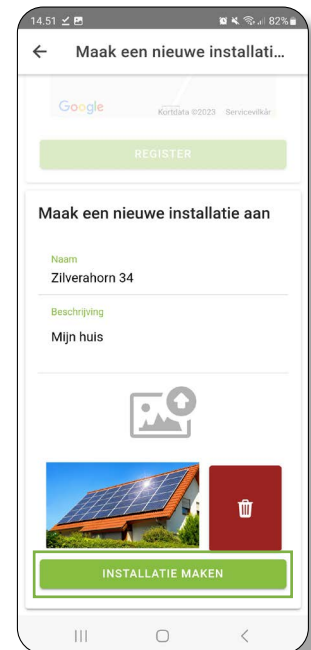 14.51 82%
Maak een nieuwe installati...
Google Kortdata ©2023 Servicevilkår
REGISTER
Maak een nieuwe installatie aan
Naam
Zilverahorn 34
Beschrijving
Mijn huis
INSTALLATIE MAKEN